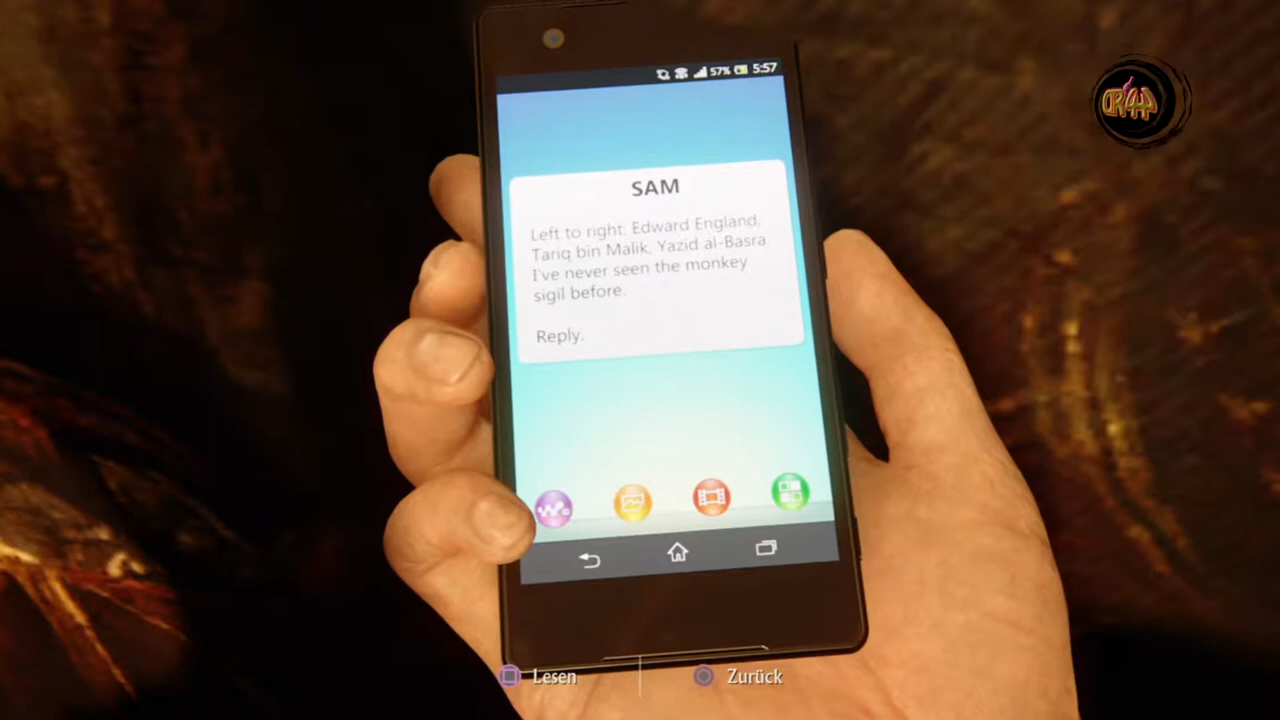 57% 5:57
SAM
Left to right: Edward England,
Tariq bin Malik, Yazid al-Basra.
I've never seen the monkey
sigil before.
Reply.
Lesen
Zurück